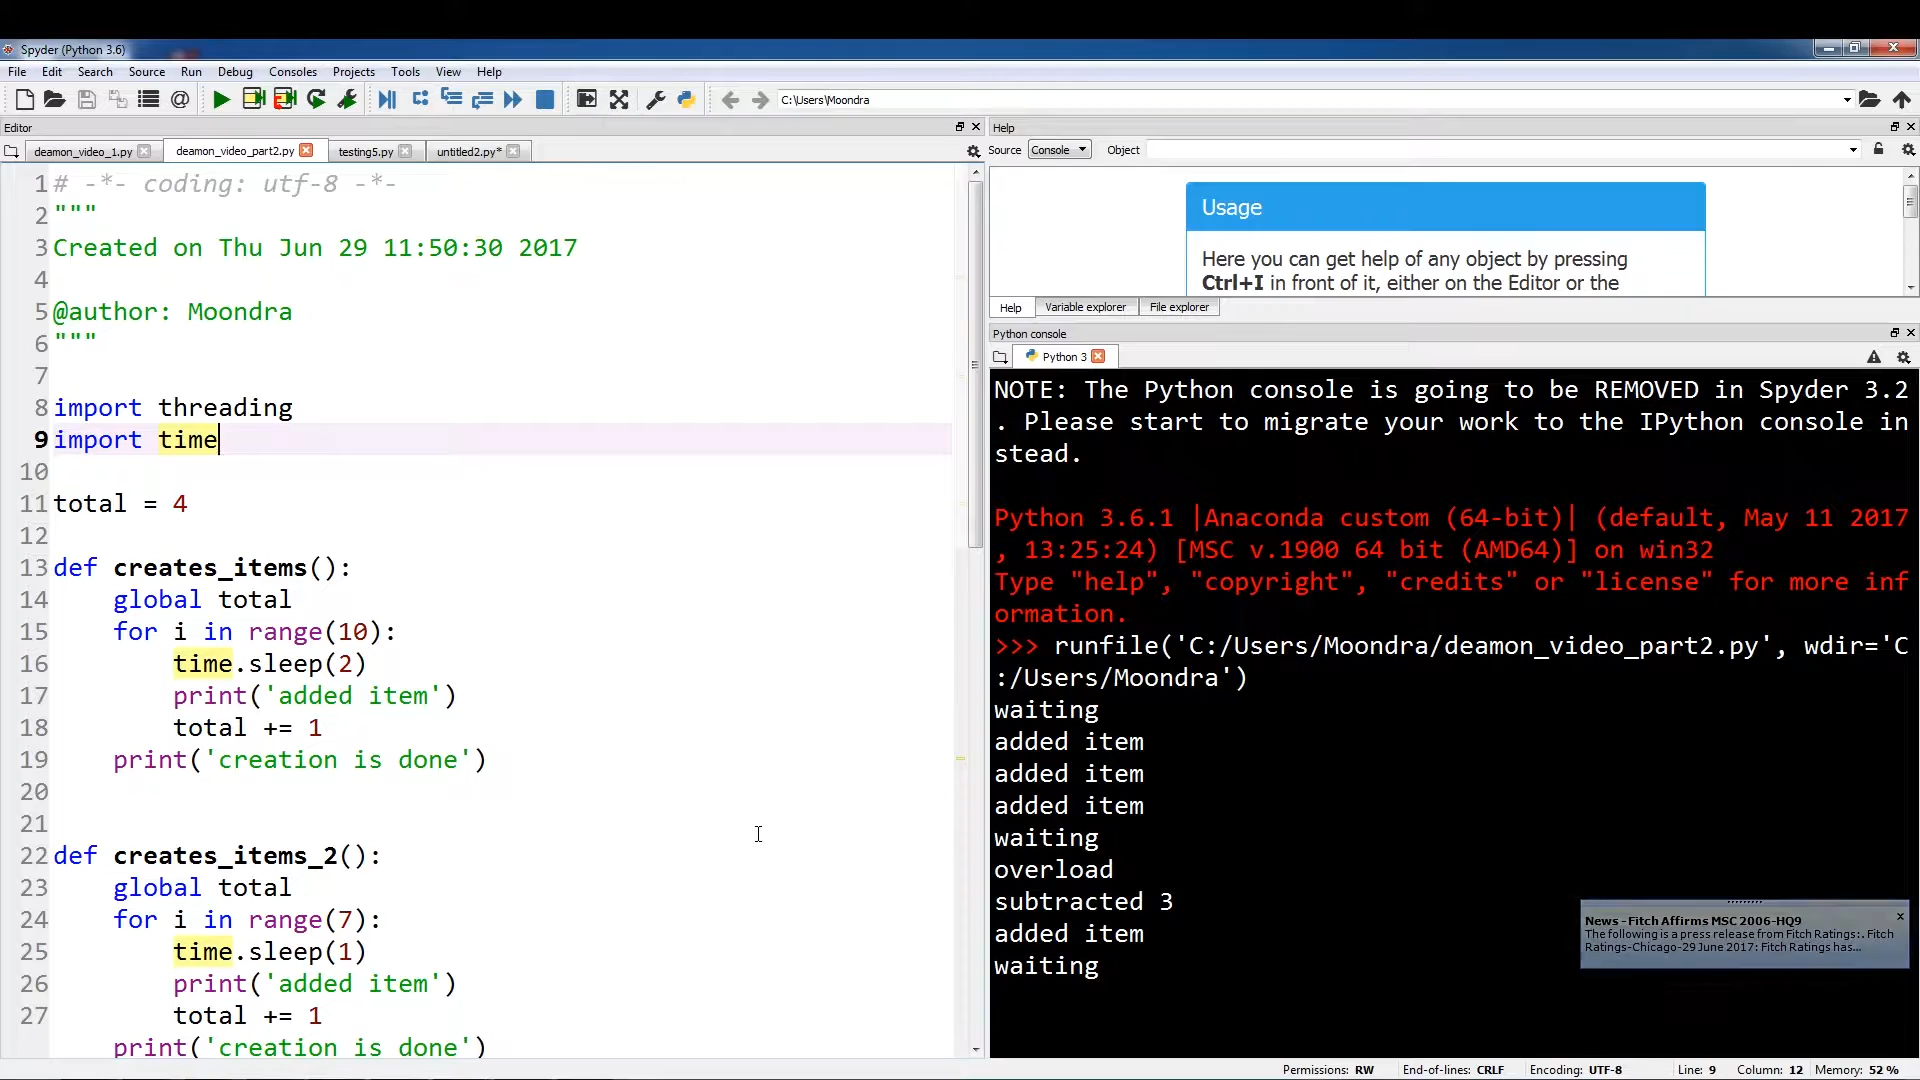 Spyder (Python 3.6)
File Edit Search Source Run Debug Consoles Projects Tools View Help
C:\Users\Moondra
Editor
deamon_video_1.py deamon_video_part2.py testing5.py untitled2.py*
1 # -*- coding: utf-8 -*-
2 """
3 Created on Thu Jun 29 11:50:30 2017
4
5 @author: Moondra
6 """
7
8 import threading
9 import time
10
11 total = 4
12
13 def creates_items():
14     global total
15     for i in range(10):
16         time.sleep(2)
17         print('added item')
18         total += 1
19     print('creation is done')
20
21
22 def creates_items_2():
23     global total
24     for i in range(7):
25         time.sleep(1)
26         print('added item')
27         total += 1
    print('creation is done')
Help
Source Console Object
Usage
Here you can get help of any object by pressing
Ctrl+I in front of it, either on the Editor or the
Help Variable explorer File explorer
Python console
Python 3
NOTE: The Python console is going to be REMOVED in Spyder 3.2
. Please start to migrate your work to the IPython console in
stead.
Python 3.6.1 |Anaconda custom (64-bit)| (default, May 11 2017
, 13:25:24) [MSC v.1900 64 bit (AMD64)] on win32
Type "help", "copyright", "credits" or "license" for more inf
ormation.
>>> runfile('C:/Users/Moondra/deamon_video_part2.py', wdir='C
:/Users/Moondra')
waiting
added item
added item
added item
waiting
overload
subtracted 3
added item
waiting
News - Fitch Affirms MSC 2006-HQ9
The following is a press release from Fitch Ratings:. Fitch
Ratings-Chicago-29 June 2017: Fitch Ratings has...
Permissions: RW End-of-lines: CRLF Encoding: UTF-8 Line: 9 Column: 12 Memory: 52 %